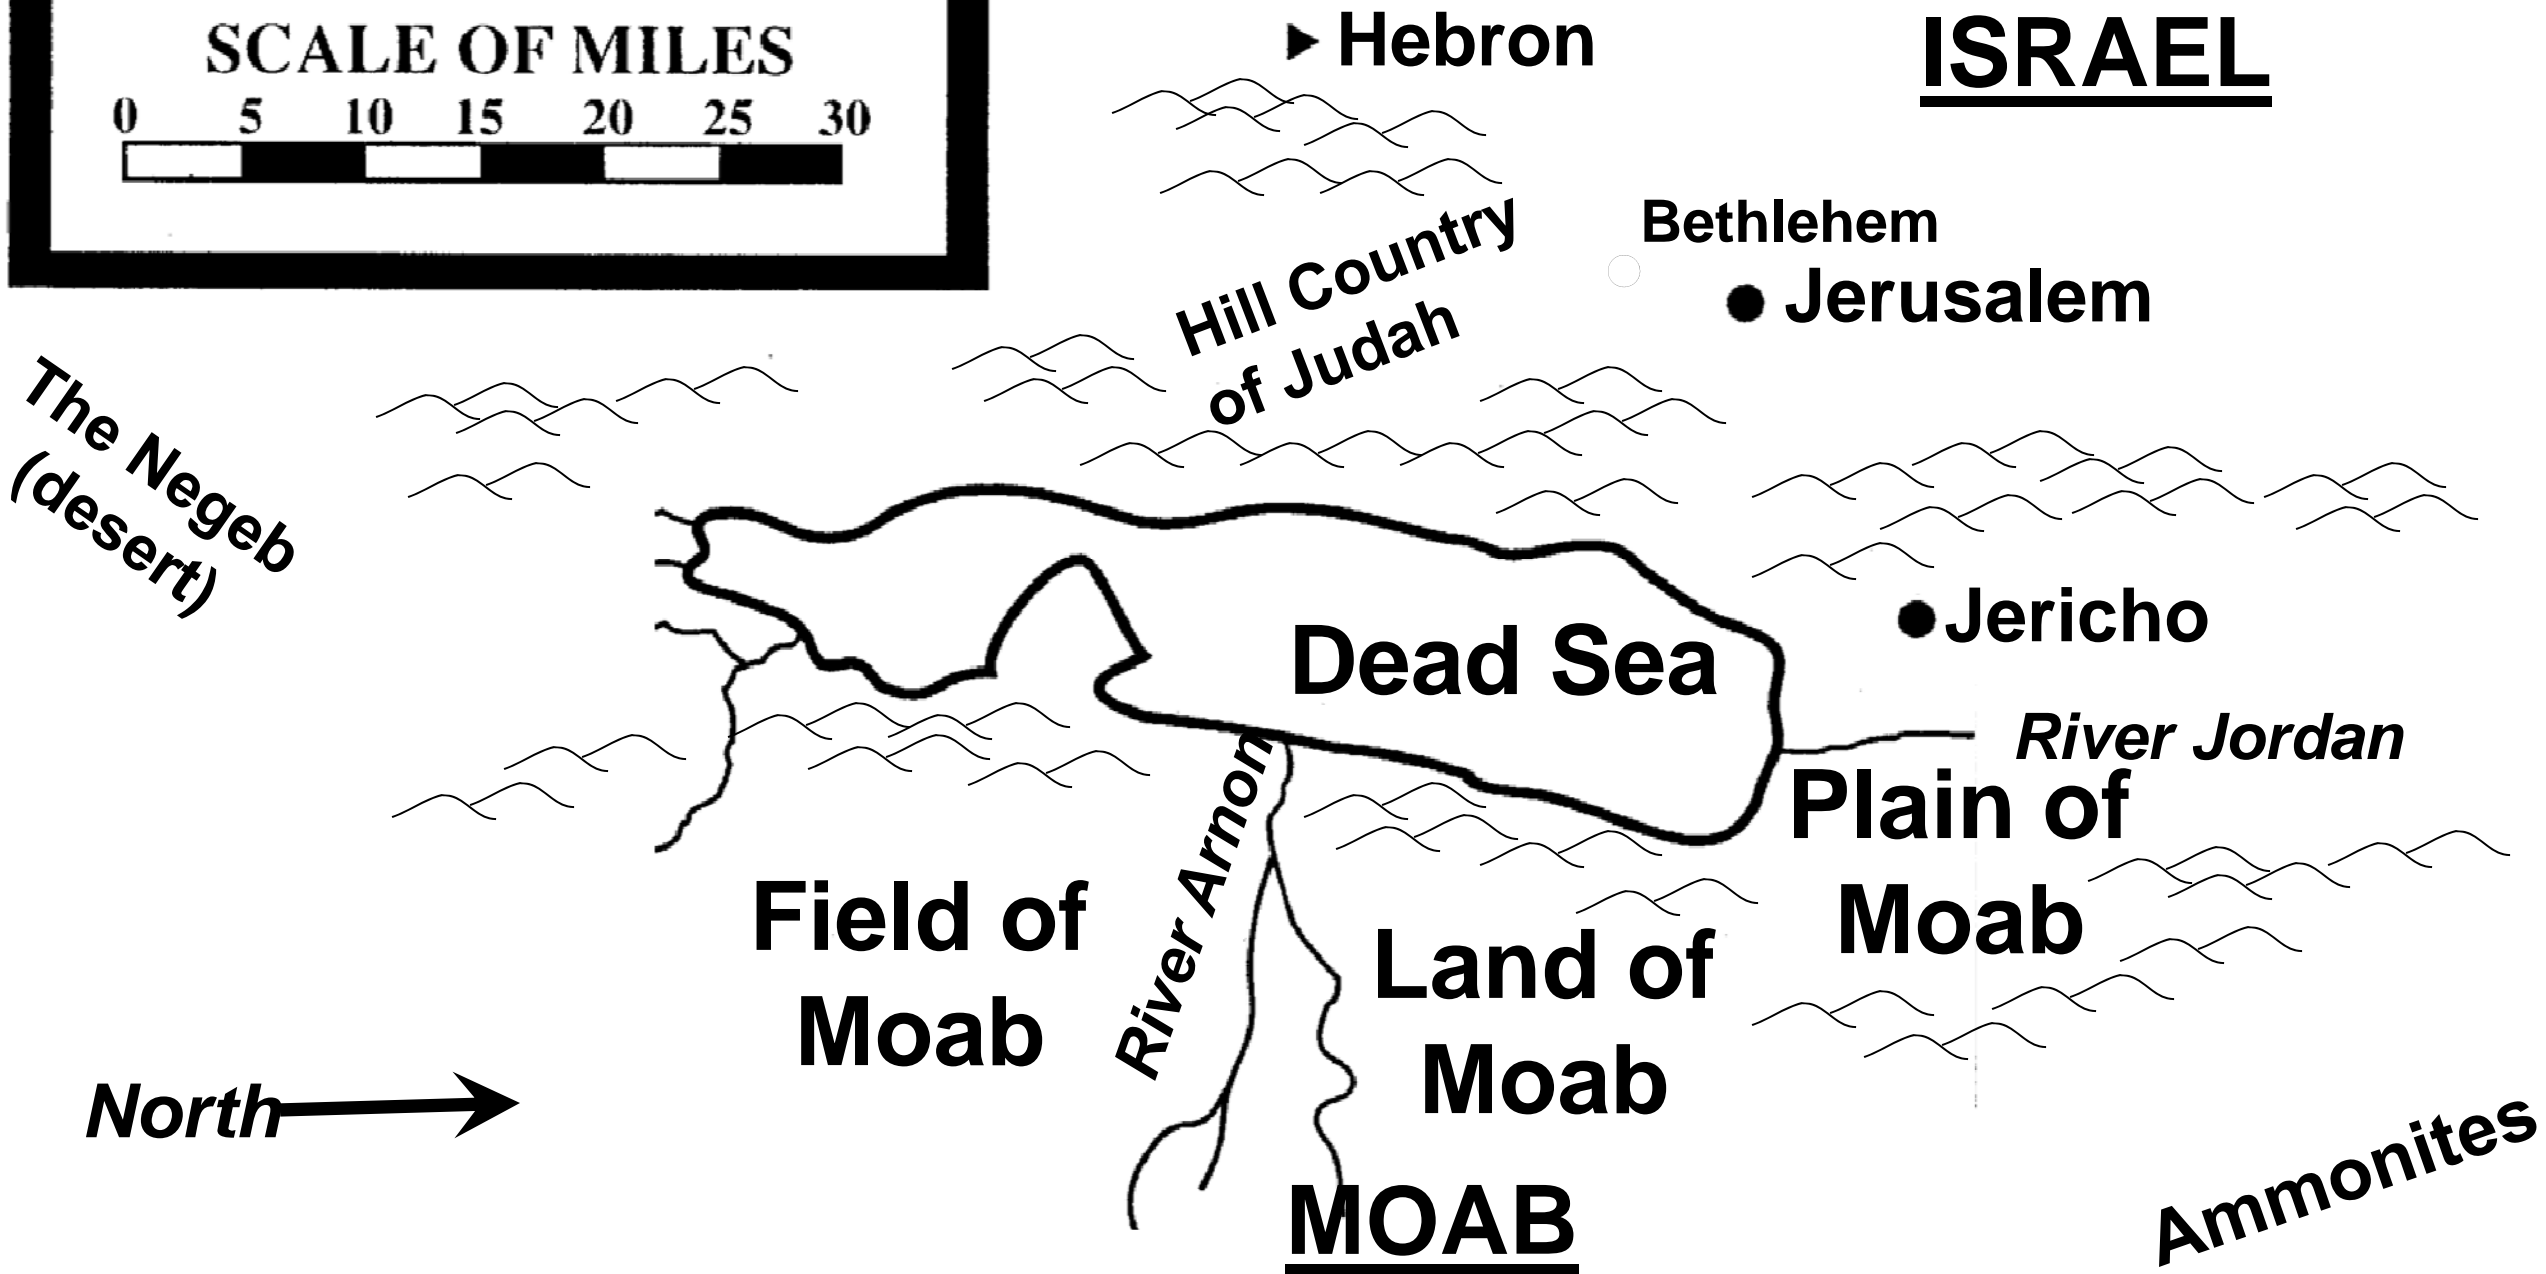 SCALE OF MILES
0 5 10 15 20 25 30
Hebron
ISRAEL
Bethlehem
Jerusalem
Hill Country
of Judah
The Negeb
(desert)
Jericho
Dead Sea
River Jordan
Plain of
Moab
River Arnon
Field of
Moab
Land of
Moab
North
Ammonites
MOAB